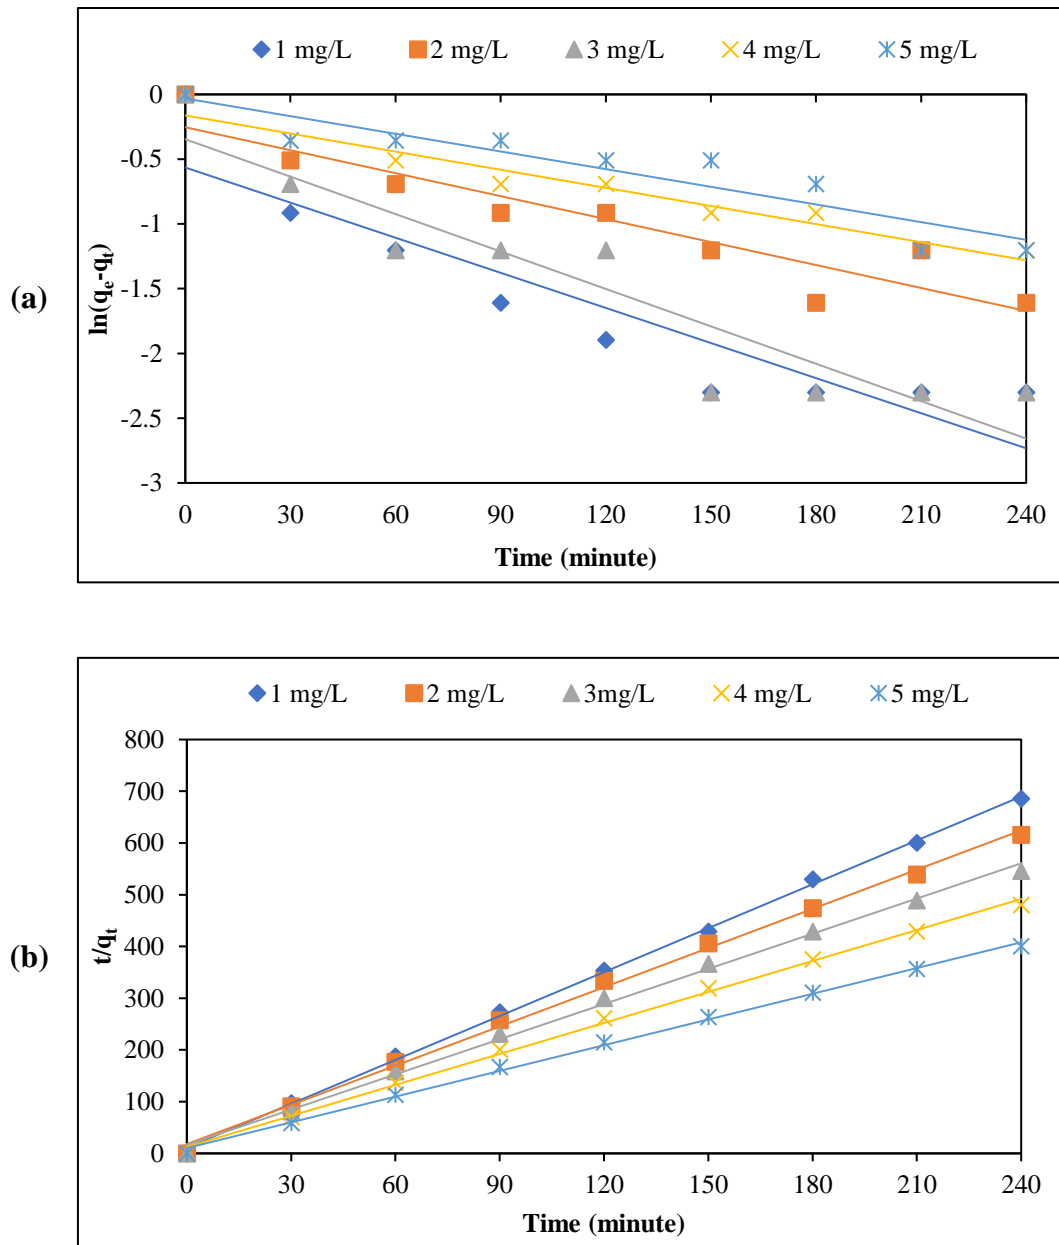 1 mg/L 2 mg/L 3 mg/L 4 mg/L 5 mg/L
0
-0.5
-1
-1.5
-2
-2.5
-3
ln(qe-qt)
(a)
0 30 60 90 120 150 180 210 240
Time (minute)
1 mg/L 2 mg/L 3mg/L 4 mg/L 5 mg/L
800
700
600
500
400
300
200
100
0
t/qt
(b)
0 30 60 90 120 150 180 210 240
Time (minute)